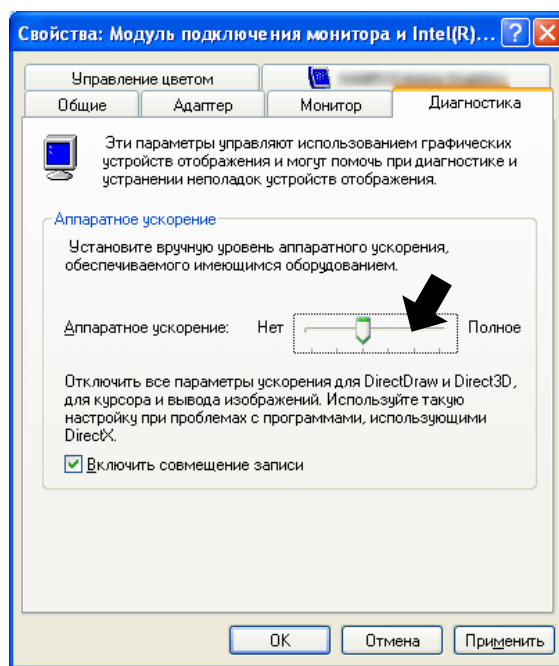 Свойства: Модуль подключения монитора и Intel(R)...
Управление цветом
Общие Адаптер Монитор Диагностика
Эти параметры управляют использованием графических
устройств отображения и могут помочь при диагностике и
устранении неполадок устройств отображения.
Аппаратное ускорение
Установите вручную уровень аппаратного ускорения,
обеспечиваемого имеющимся оборудованием.
Аппаратное ускорение: Нет Полное
Отключить все параметры ускорения для DirectDraw и Direct3D,
для курсора и вывода изображений. Используйте такую
настройку при проблемах с программами, использующими
DirectX.
Включить совмещение записи
ОК Отмена Применить